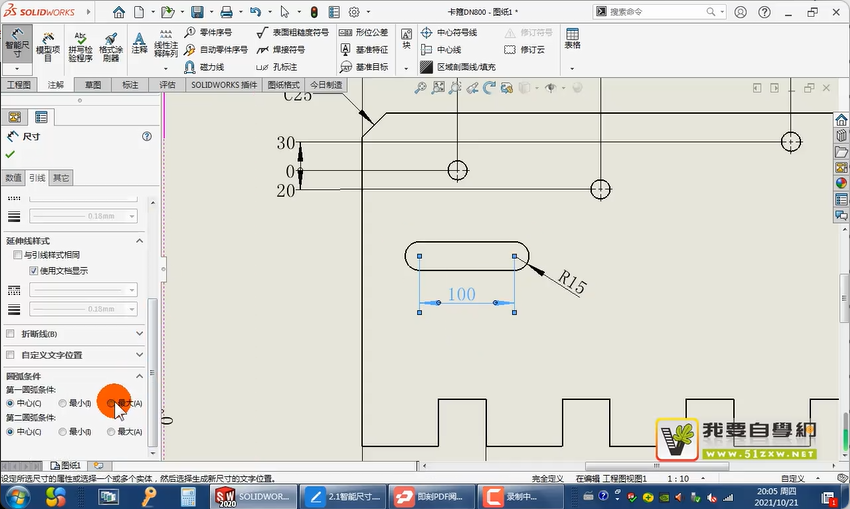 SOLIDWORKS
卡箍DN800 - 图纸1 *
搜索命令
智能尺寸
模型项目
拼写检验程序
格式涂刷器
注释
线性注释阵列
零件序号
自动零件序号
磁力线
表面粗糙度符号
焊接符号
孔标注
形位公差
基准特征
基准目标
块
中心符号线
中心线
区域剖面线/填充
修订符号
修订云
表格
工程图
注解
草图
标注
评估
SOLIDWORKS 插件
图纸格式
今日制造
尺寸
数值
引线
其它
0.18mm
延伸线样式
与引线样式相同
使用文档显示
0.18mm
折断线(B)
自定义文字位置
圆弧条件
第一圆弧条件:
中心(C)
最小(I)
最大(A)
第二圆弧条件:
中心(C)
最小(I)
最大(A)
C25
30
0
20
100
R15
我要自學網
www.51zxw.net
图纸1
设定所选尺寸的属性或选择一个或多个实体，然后选择生成新尺寸的文字位置。
完全定义
在编辑 工程图视图1
1 : 10
自定义
SOLIDWO...
2.1智能尺寸...
即刻PDF阅...
录制中...
20:05 周四
2021/10/21